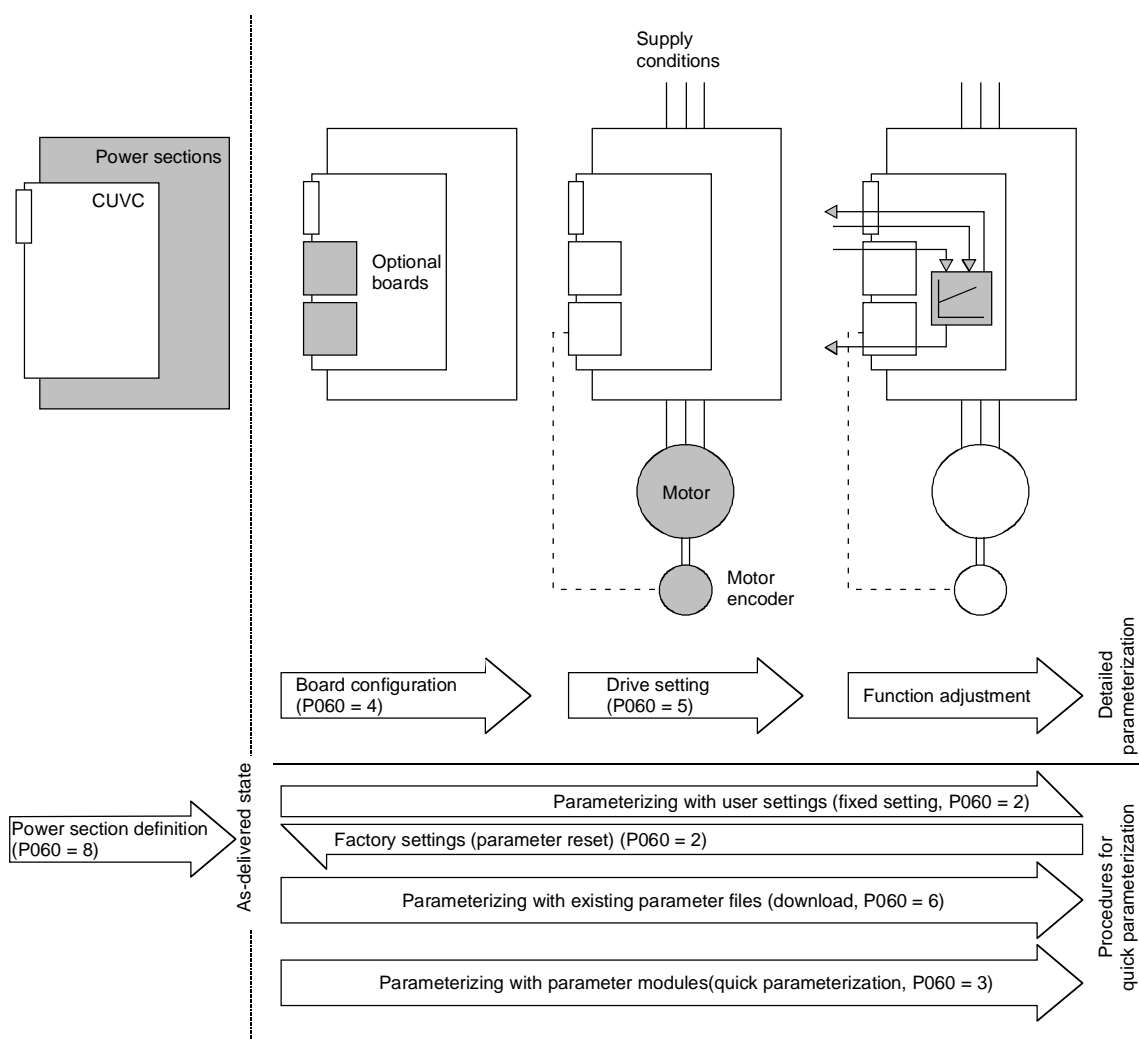 Supply
conditions
Power sections
CUVC
Optional
boards
Motor
Motor
encoder
Board configuration
(P060 = 4)
Drive setting
(P060 = 5)
Function adjustment
Detailed
parameterization
As-delivered state
Power section definition
(P060 = 8)
Parameterizing with user settings (fixed setting, P060 = 2)
Factory settings (parameter reset) (P060 = 2)
Parameterizing with existing parameter files (download, P060 = 6)
Parameterizing with parameter modules(quick parameterization, P060 = 3)
Procedures for
quick parameterization